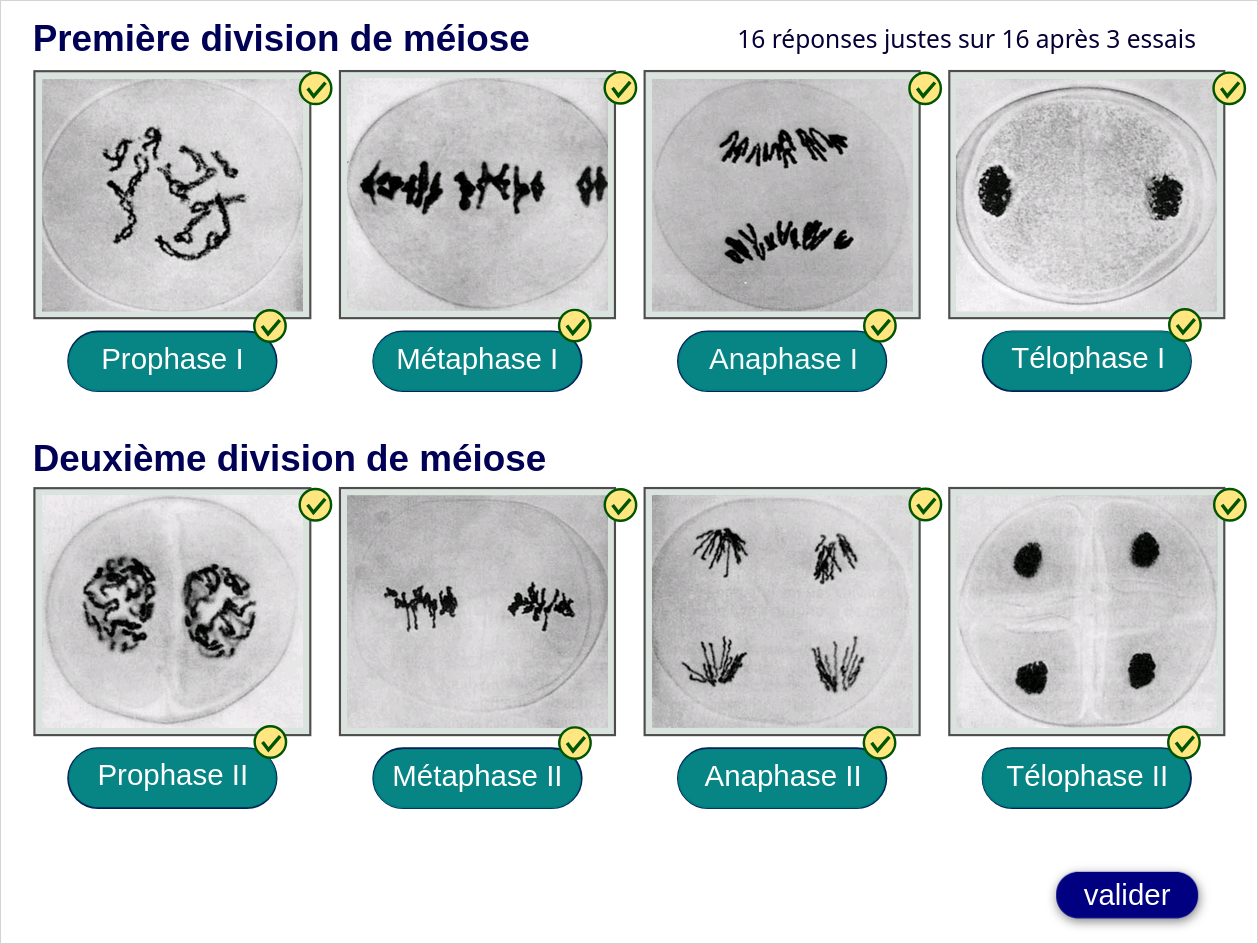 Première division de méiose
16 réponses justes sur 16 après 3 essais
Prophase I
Métaphase I
Anaphase I
Télophase I
Deuxième division de méiose
Prophase II
Métaphase II
Anaphase II
Télophase II
valider